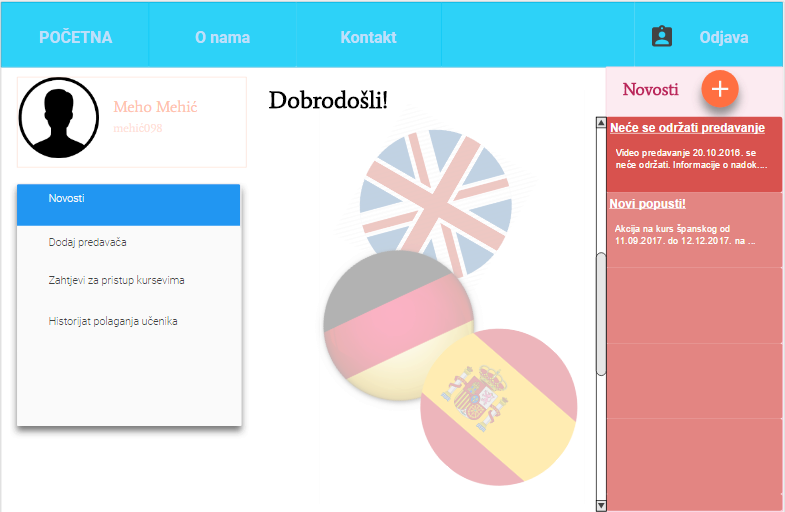 POČETNA
O nama
Kontakt
Odjava
Meho Mehić
mehić098
Novosti
Dodaj predavača
Zahtjevi za pristup kursevima
Historijat polaganja učenika
Dobrodošli!
Novosti
Neće se održati predavanje
Video predavanje 20.10.2016. se
neće održati. Informacije o nadok....
Novi popusti!
Akcija na kurs španskog od
11.09.2017. do 12.12.2017. na ...